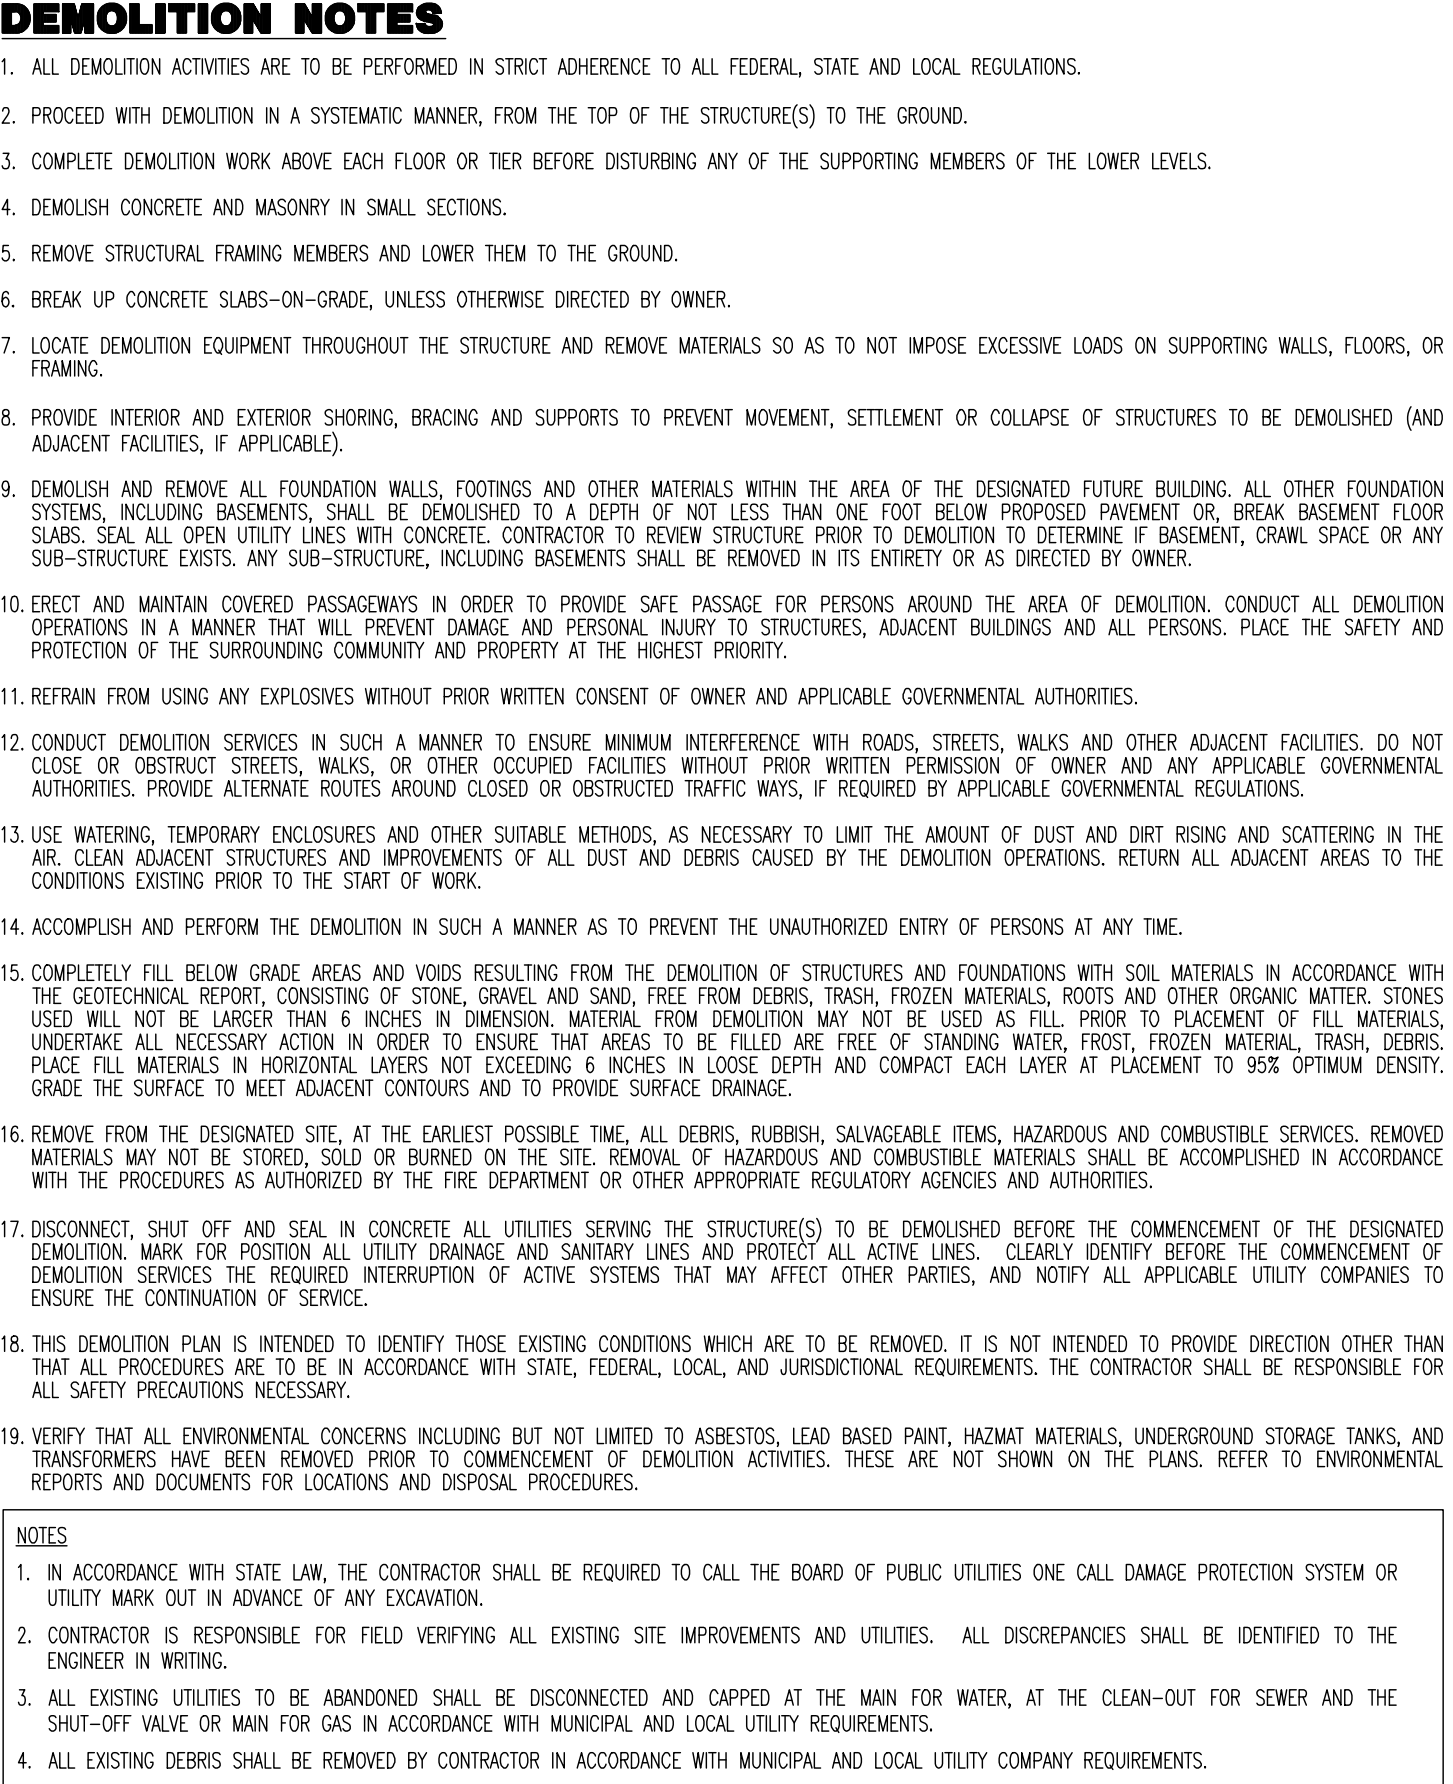 DEMOLITION NOTES
1. ALL DEMOLITION ACTIVITIES ARE TO BE PERFORMED IN STRICT ADHERENCE TO ALL FEDERAL, STATE AND LOCAL REGULATIONS.
2. PROCEED WITH DEMOLITION IN A SYSTEMATIC MANNER, FROM THE TOP OF THE STRUCTURE(S) TO THE GROUND.
3. COMPLETE DEMOLITION WORK ABOVE EACH FLOOR OR TIER BEFORE DISTURBING ANY OF THE SUPPORTING MEMBERS OF THE LOWER LEVELS.
4. DEMOLISH CONCRETE AND MASONRY IN SMALL SECTIONS.
5. REMOVE STRUCTURAL FRAMING MEMBERS AND LOWER THEM TO THE GROUND.
6. BREAK UP CONCRETE SLABS-ON-GRADE, UNLESS OTHERWISE DIRECTED BY OWNER.
7. LOCATE DEMOLITION EQUIPMENT THROUGHOUT THE STRUCTURE AND REMOVE MATERIALS SO AS TO NOT IMPOSE EXCESSIVE LOADS ON SUPPORTING WALLS, FLOORS, OR
FRAMING.
8. PROVIDE INTERIOR AND EXTERIOR SHORING, BRACING AND SUPPORTS TO PREVENT MOVEMENT, SETTLEMENT OR COLLAPSE OF STRUCTURES TO BE DEMOLISHED (AND
ADJACENT FACILITIES, IF APPLICABLE).
9. DEMOLISH AND REMOVE ALL FOUNDATION WALLS, FOOTINGS AND OTHER MATERIALS WITHIN THE AREA OF THE DESIGNATED FUTURE BUILDING. ALL OTHER FOUNDATION
SYSTEMS, INCLUDING BASEMENTS, SHALL BE DEMOLISHED TO A DEPTH OF NOT LESS THAN ONE FOOT BELOW PROPOSED PAVEMENT OR, BREAK BASEMENT FLOOR
SLABS. SEAL ALL OPEN UTILITY LINES WITH CONCRETE. CONTRACTOR TO REVIEW STRUCTURE PRIOR TO DEMOLITION TO DETERMINE IF BASEMENT, CRAWL SPACE OR ANY
SUB-STRUCTURE EXISTS. ANY SUB-STRUCTURE, INCLUDING BASEMENTS SHALL BE REMOVED IN ITS ENTIRETY OR AS DIRECTED BY OWNER.
10. ERECT AND MAINTAIN COVERED PASSAGEWAYS IN ORDER TO PROVIDE SAFE PASSAGE FOR PERSONS AROUND THE AREA OF DEMOLITION. CONDUCT ALL DEMOLITION
OPERATIONS IN A MANNER THAT WILL PREVENT DAMAGE AND PERSONAL INJURY TO STRUCTURES, ADJACENT BUILDINGS AND ALL PERSONS. PLACE THE SAFETY AND
PROTECTION OF THE SURROUNDING COMMUNITY AND PROPERTY AT THE HIGHEST PRIORITY.
11. REFRAIN FROM USING ANY EXPLOSIVES WITHOUT PRIOR WRITTEN CONSENT OF OWNER AND APPLICABLE GOVERNMENTAL AUTHORITIES.
12. CONDUCT DEMOLITION SERVICES IN SUCH A MANNER TO ENSURE MINIMUM INTERFERENCE WITH ROADS, STREETS, WALKS AND OTHER ADJACENT FACILITIES. DO NOT
CLOSE OR OBSTRUCT STREETS, WALKS, OR OTHER OCCUPIED FACILITIES WITHOUT PRIOR WRITTEN PERMISSION OF OWNER AND ANY APPLICABLE GOVERNMENTAL
AUTHORITIES. PROVIDE ALTERNATE ROUTES AROUND CLOSED OR OBSTRUCTED TRAFFIC WAYS, IF REQUIRED BY APPLICABLE GOVERNMENTAL REGULATIONS.
13. USE WATERING, TEMPORARY ENCLOSURES AND OTHER SUITABLE METHODS, AS NECESSARY TO LIMIT THE AMOUNT OF DUST AND DIRT RISING AND SCATTERING IN THE
AIR. CLEAN ADJACENT STRUCTURES AND IMPROVEMENTS OF ALL DUST AND DEBRIS CAUSED BY THE DEMOLITION OPERATIONS. RETURN ALL ADJACENT AREAS TO THE
CONDITIONS EXISTING PRIOR TO THE START OF WORK.
14. ACCOMPLISH AND PERFORM THE DEMOLITION IN SUCH A MANNER AS TO PREVENT THE UNAUTHORIZED ENTRY OF PERSONS AT ANY TIME.
15. COMPLETELY FILL BELOW GRADE AREAS AND VOIDS RESULTING FROM THE DEMOLITION OF STRUCTURES AND FOUNDATIONS WITH SOIL MATERIALS IN ACCORDANCE WITH
THE GEOTECHNICAL REPORT, CONSISTING OF STONE, GRAVEL AND SAND, FREE FROM DEBRIS, TRASH, FROZEN MATERIALS, ROOTS AND OTHER ORGANIC MATTER. STONES
USED WILL NOT BE LARGER THAN 6 INCHES IN DIMENSION. MATERIAL FROM DEMOLITION MAY NOT BE USED AS FILL. PRIOR TO PLACEMENT OF FILL MATERIALS,
UNDERTAKE ALL NECESSARY ACTION IN ORDER TO ENSURE THAT AREAS TO BE FILLED ARE FREE OF STANDING WATER, FROST, FROZEN MATERIAL, TRASH, DEBRIS.
PLACE FILL MATERIALS IN HORIZONTAL LAYERS NOT EXCEEDING 6 INCHES IN LOOSE DEPTH AND COMPACT EACH LAYER AT PLACEMENT TO 95% OPTIMUM DENSITY.
GRADE THE SURFACE TO MEET ADJACENT CONTOURS AND TO PROVIDE SURFACE DRAINAGE.
16. REMOVE FROM THE DESIGNATED SITE, AT THE EARLIEST POSSIBLE TIME, ALL DEBRIS, RUBBISH, SALVAGEABLE ITEMS, HAZARDOUS AND COMBUSTIBLE SERVICES. REMOVED
MATERIALS MAY NOT BE STORED, SOLD OR BURNED ON THE SITE. REMOVAL OF HAZARDOUS AND COMBUSTIBLE MATERIALS SHALL BE ACCOMPLISHED IN ACCORDANCE
WITH THE PROCEDURES AS AUTHORIZED BY THE FIRE DEPARTMENT OR OTHER APPROPRIATE REGULATORY AGENCIES AND AUTHORITIES.
17. DISCONNECT, SHUT OFF AND SEAL IN CONCRETE ALL UTILITIES SERVING THE STRUCTURE(S) TO BE DEMOLISHED BEFORE THE COMMENCEMENT OF THE DESIGNATED
DEMOLITION. MARK FOR POSITION ALL UTILITY DRAINAGE AND SANITARY LINES AND PROTECT ALL ACTIVE LINES. CLEARLY IDENTIFY BEFORE THE COMMENCEMENT OF
DEMOLITION SERVICES THE REQUIRED INTERRUPTION OF ACTIVE SYSTEMS THAT MAY AFFECT OTHER PARTIES, AND NOTIFY ALL APPLICABLE UTILITY COMPANIES TO
ENSURE THE CONTINUATION OF SERVICE.
18. THIS DEMOLITION PLAN IS INTENDED TO IDENTIFY THOSE EXISTING CONDITIONS WHICH ARE TO BE REMOVED. IT IS NOT INTENDED TO PROVIDE DIRECTION OTHER THAN
THAT ALL PROCEDURES ARE TO BE IN ACCORDANCE WITH STATE, FEDERAL, LOCAL, AND JURISDICTIONAL REQUIREMENTS. THE CONTRACTOR SHALL BE RESPONSIBLE FOR
ALL SAFETY PRECAUTIONS NECESSARY.
19. VERIFY THAT ALL ENVIRONMENTAL CONCERNS INCLUDING BUT NOT LIMITED TO ASBESTOS, LEAD BASED PAINT, HAZMAT MATERIALS, UNDERGROUND STORAGE TANKS, AND
TRANSFORMERS HAVE BEEN REMOVED PRIOR TO COMMENCEMENT OF DEMOLITION ACTIVITIES. THESE ARE NOT SHOWN ON THE PLANS. REFER TO ENVIRONMENTAL
REPORTS AND DOCUMENTS FOR LOCATIONS AND DISPOSAL PROCEDURES.
NOTES
1. IN ACCORDANCE WITH STATE LAW, THE CONTRACTOR SHALL BE REQUIRED TO CALL THE BOARD OF PUBLIC UTILITIES ONE CALL DAMAGE PROTECTION SYSTEM OR
UTILITY MARK OUT IN ADVANCE OF ANY EXCAVATION.
2. CONTRACTOR IS RESPONSIBLE FOR FIELD VERIFYING ALL EXISTING SITE IMPROVEMENTS AND UTILITIES. ALL DISCREPANCIES SHALL BE IDENTIFIED TO THE
ENGINEER IN WRITING.
3. ALL EXISTING UTILITIES TO BE ABANDONED SHALL BE DISCONNECTED AND CAPPED AT THE MAIN FOR WATER, AT THE CLEAN-OUT FOR SEWER AND THE
SHUT-OFF VALVE OR MAIN FOR GAS IN ACCORDANCE WITH MUNICIPAL AND LOCAL UTILITY REQUIREMENTS.
4. ALL EXISTING DEBRIS SHALL BE REMOVED BY CONTRACTOR IN ACCORDANCE WITH MUNICIPAL AND LOCAL UTILITY COMPANY REQUIREMENTS.